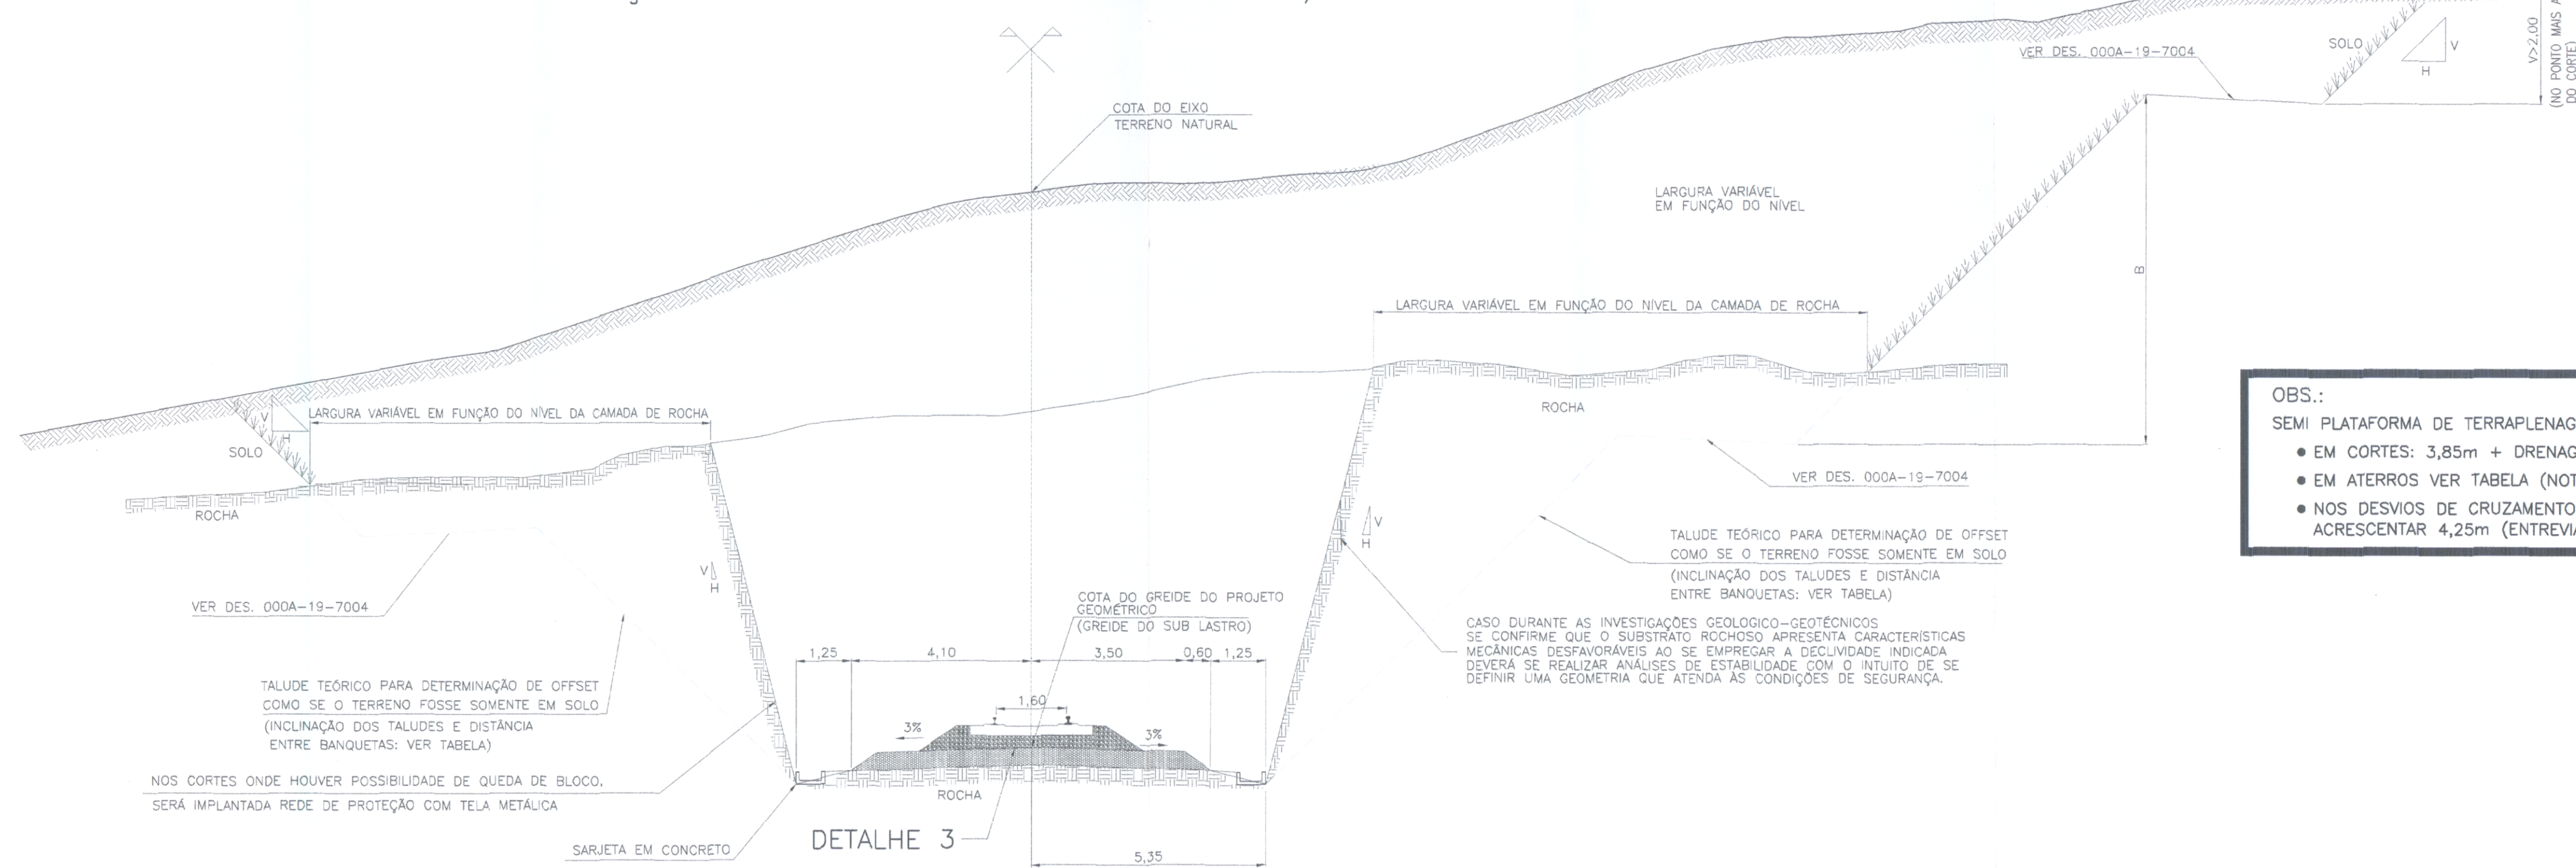 COTA DO EIXO
TERRENO NATURAL
VER DES. 000A-19-7004
SOLO
V
H
V>2,00
(NO PONTO MAIS A
DO CORTE)
LARGURA VARIÁVEL
EM FUNÇÃO DO NÍVEL
B
LARGURA VARIÁVEL EM FUNÇÃO DO NÍVEL DA CAMADA DE ROCHA
ROCHA
V
H
LARGURA VARIÁVEL EM FUNÇÃO DO NÍVEL DA CAMADA DE ROCHA
SOLO
ROCHA
VER DES. 000A-19-7004
VER DES. 000A-19-7004
V
H
V
H
TALUDE TEÓRICO PARA DETERMINAÇÃO DE OFFSET
COMO SE O TERRENO FOSSE SOMENTE EM SOLO
(INCLINAÇÃO DOS TALUDES E DISTÂNCIA
ENTRE BANQUETAS: VER TABELA)
CASO DURANTE AS INVESTIGAÇÕES GEOLOGICO-GEOTÉCNICOS
SE CONFIRME QUE O SUBSTRATO ROCHOSO APRESENTA CARACTERÍSTICAS
MECÂNICAS DESFAVORÁVEIS AO SE EMPREGAR A DECLIVIDADE INDICADA
DEVERÁ SE REALIZAR ANÁLISES DE ESTABILIDADE COM O INTUITO DE SE
DEFINIR UMA GEOMETRIA QUE ATENDA ÀS CONDIÇÕES DE SEGURANÇA.
COTA DO GREIDE DO PROJETO
GEOMÉTRICO
(GREIDE DO SUB LASTRO)
1,25 4,10 3,50 0,60 1,25
1,60
3% 3%
TALUDE TEÓRICO PARA DETERMINAÇÃO DE OFFSET
COMO SE O TERRENO FOSSE SOMENTE EM SOLO
(INCLINAÇÃO DOS TALUDES E DISTÂNCIA
ENTRE BANQUETAS: VER TABELA)
NOS CORTES ONDE HOUVER POSSIBILIDADE DE QUEDA DE BLOCO,
SERÁ IMPLANTADA REDE DE PROTEÇÃO COM TELA METÁLICA
ROCHA
DETALHE 3
SARJETA EM CONCRETO
5,35
OBS.:
SEMI PLATAFORMA DE TERRAPLENAG
• EM CORTES: 3,85m + DRENAG
• EM ATERROS VER TABELA (NOT
• NOS DESVIOS DE CRUZAMENTO
ACRESCENTAR 4,25m (ENTREVIA